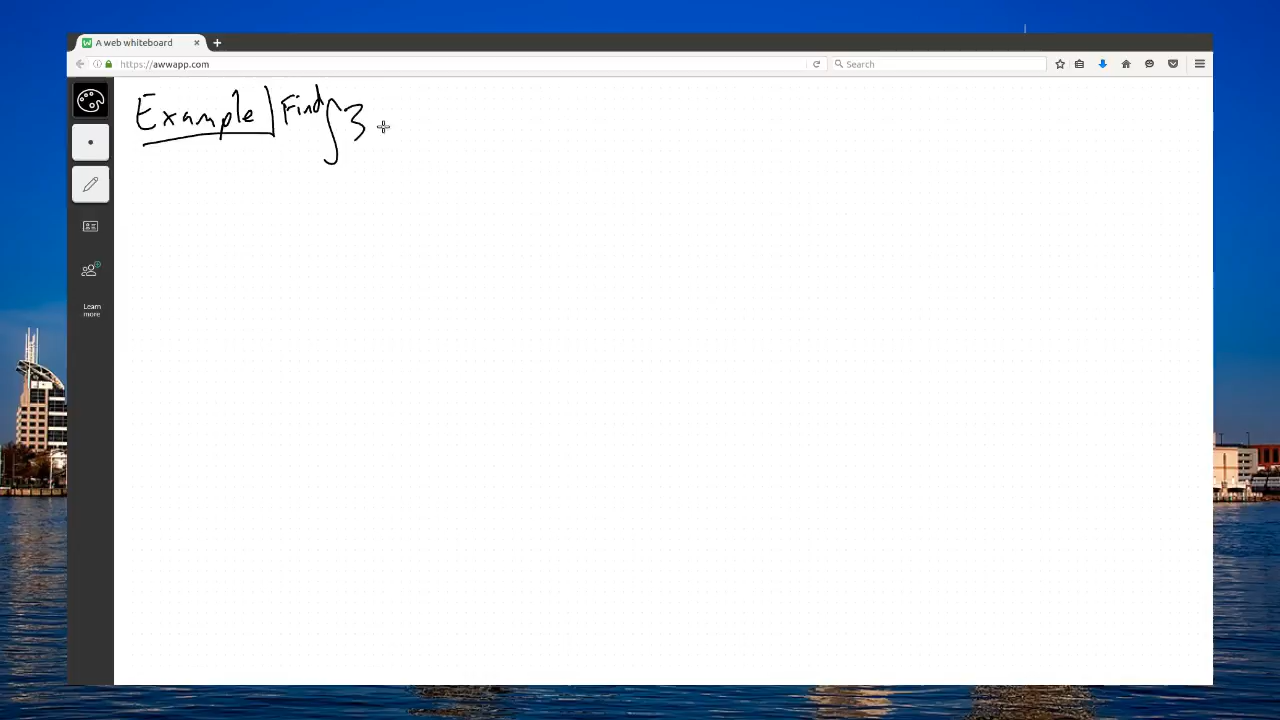 A web whiteboard
https://awwapp.com
Search
Example Find ∫ 3
Learn
more